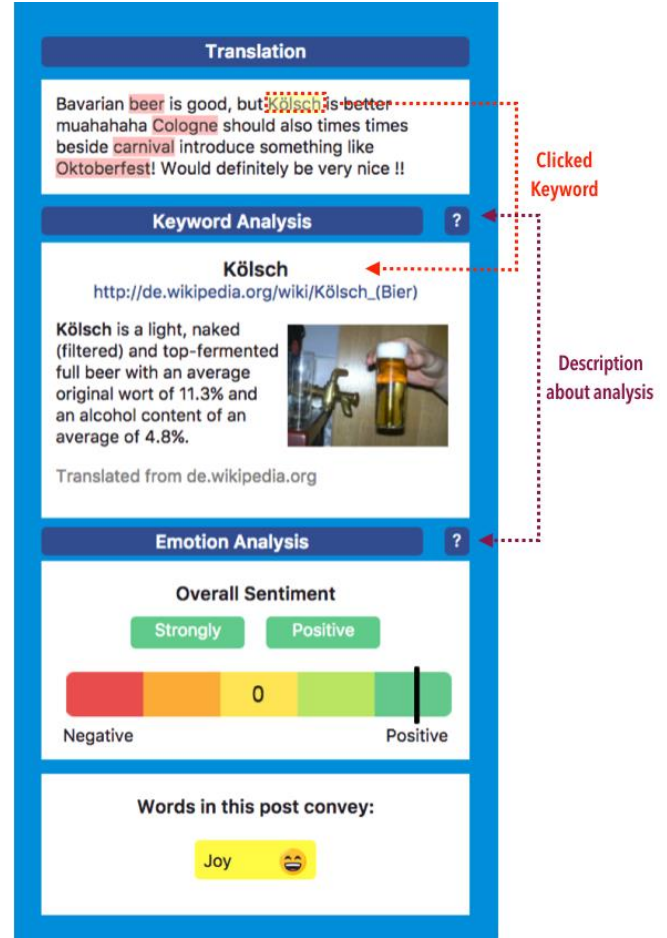 Translation
Bavarian beer is good, but Kölsch is better
muahahaha Cologne should also times times
beside carnival introduce something like
Oktoberfest! Would definitely be very nice !!
Clicked
Keyword
Keyword Analysis
?
Kölsch
http://de.wikipedia.org/wiki/Kölsch_(Bier)
Kölsch is a light, naked
(filtered) and top-fermented
full beer with an average
original wort of 11.3% and
an alcohol content of an
average of 4.8%.
Translated from de.wikipedia.org
Description
about analysis
Emotion Analysis
?
Overall Sentiment
Strongly
Positive
0
Negative
Positive
Words in this post convey:
Joy